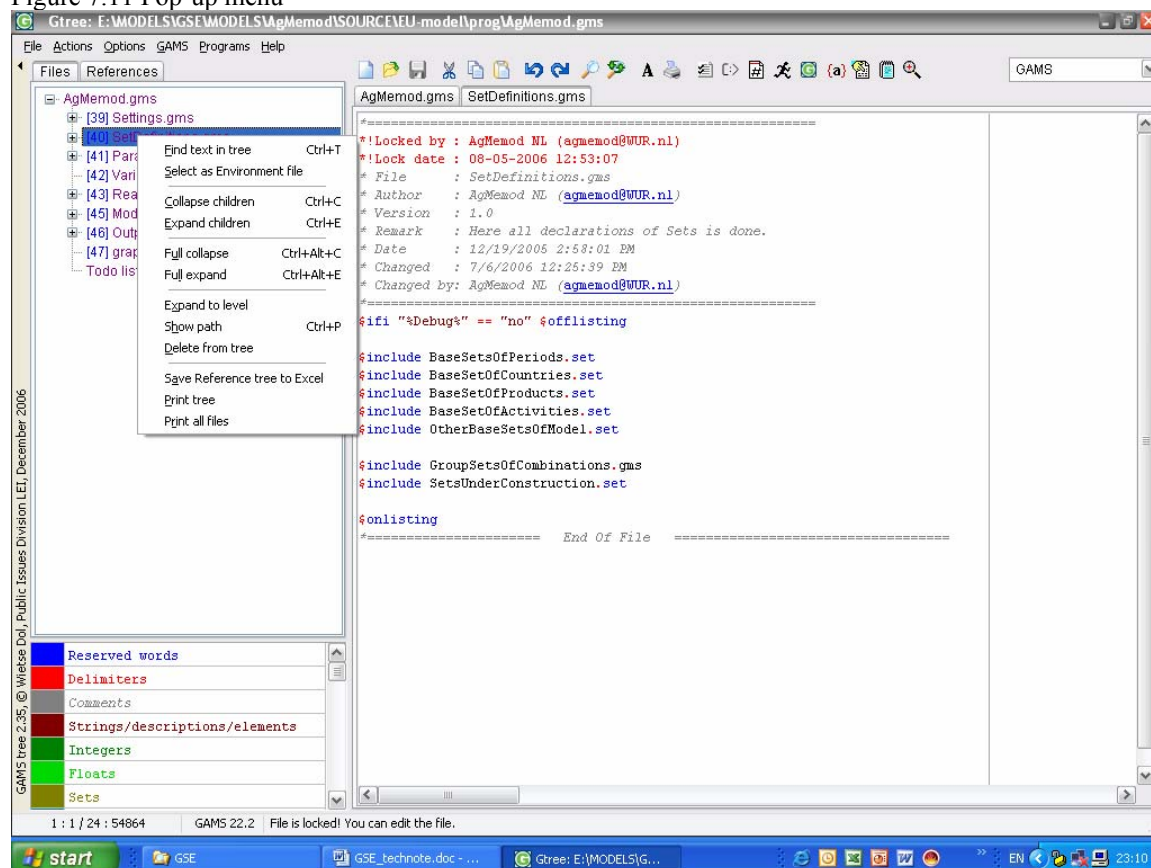 Figure 7.11 Pop-up menu
Gtree: E:\MODELS\GSE\MODELS\AgMemod\SOURCE\EU-model\prog\AgMemod.gms
File Actions Options GAMS Programs Help
Files References
GAMS
AgMemod.gms
[39] Settings.gms
[40] SetDefinitions.gms
[41] Para
[42] Vari
[43] Rea
[45] Mod
[46] Outp
[47] grap
Todo lis
Find text in tree Ctrl+T
Select as Environment file
Collapse children Ctrl+C
Expand children Ctrl+E
Full collapse Ctrl+Alt+C
Full expand Ctrl+Alt+E
Expand to level
Show path Ctrl+P
Delete from tree
Save Reference tree to Excel
Print tree
Print all files
AgMemod.gms SetDefinitions.gms
*=========================================================
*!Locked by : AgMemod NL (agmemod@WUR.nl)
*!Lock date : 08-05-2006 12:53:07
* File : SetDefinitions.gms
* Author : AgMemod NL (agmemod@WUR.nl)
* Version : 1.0
* Remark : Here all declarations of Sets is done.
* Date : 12/19/2005 2:58:01 PM
* Changed : 7/6/2006 12:25:39 PM
* Changed by: AgMemod NL (agmemod@WUR.nl)
*=========================================================
$ifi "%Debug%" == "no" $offlisting
$include BaseSetsOfPeriods.set
$include BaseSetOfCountries.set
$include BaseSetOfProducts.set
$include BaseSetOfActivities.set
$include OtherBaseSetsOfModel.set
$include GroupSetsOfCombinations.gms
$include SetsUnderConstruction.set
$onlisting
*====================== End Of File ===================================
GAMS tree 2.35, © Wietse Dol, Public Issues Division LEI, December 2006
Reserved words
Delimiters
Comments
Strings/descriptions/elements
Integers
Floats
Sets
1 : 1 / 24 : 54864 GAMS 22.2 File is locked! You can edit the file.
start GSE GSE_technote.doc - ... Gtree: E:\MODELS\G... EN 23:10